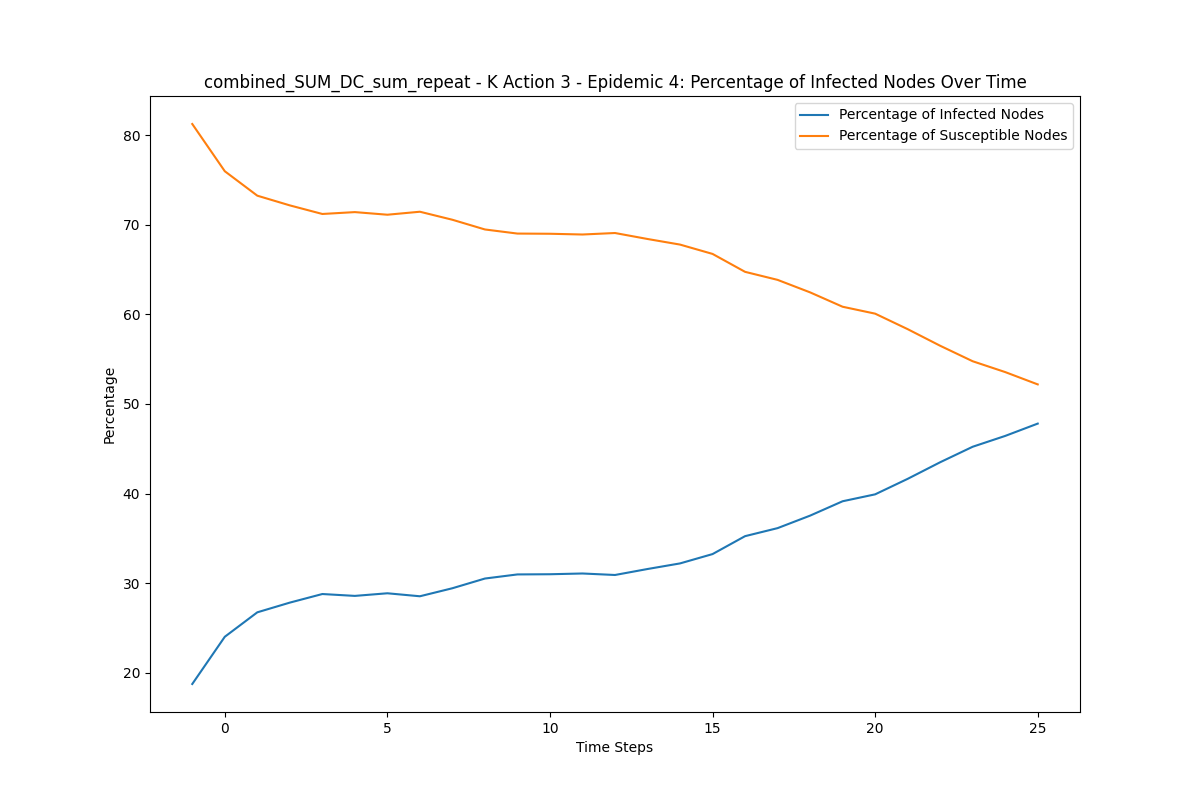 combined_SUM_DC_sum_repeat - K Action 3 - Epidemic 4: Percentage of Infected Nodes Over Time
Percentage of Infected Nodes
Percentage of Susceptible Nodes
80
70
60
50
40
30
20
Percentage
0 5 10 15 20 25
Time Steps